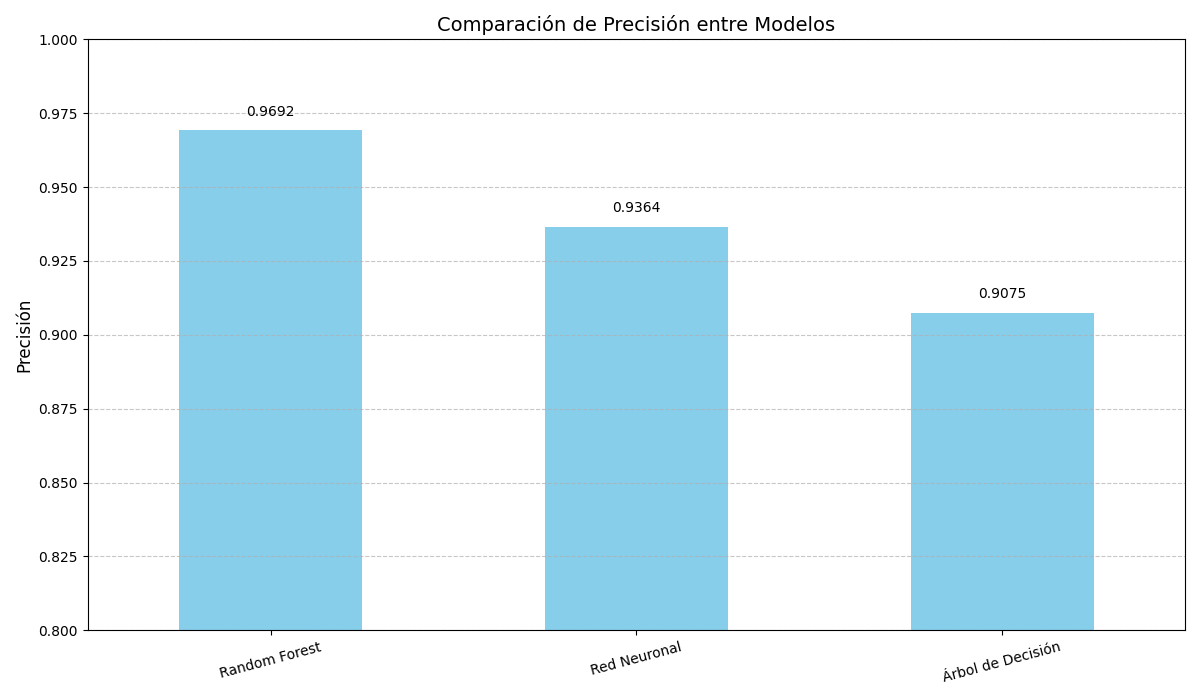 Comparación de Precisión entre Modelos
Precisión
1.000
0.975
0.950
0.925
0.900
0.875
0.850
0.825
0.800
0.9692
0.9364
0.9075
Random Forest
Red Neuronal
Árbol de Decisión